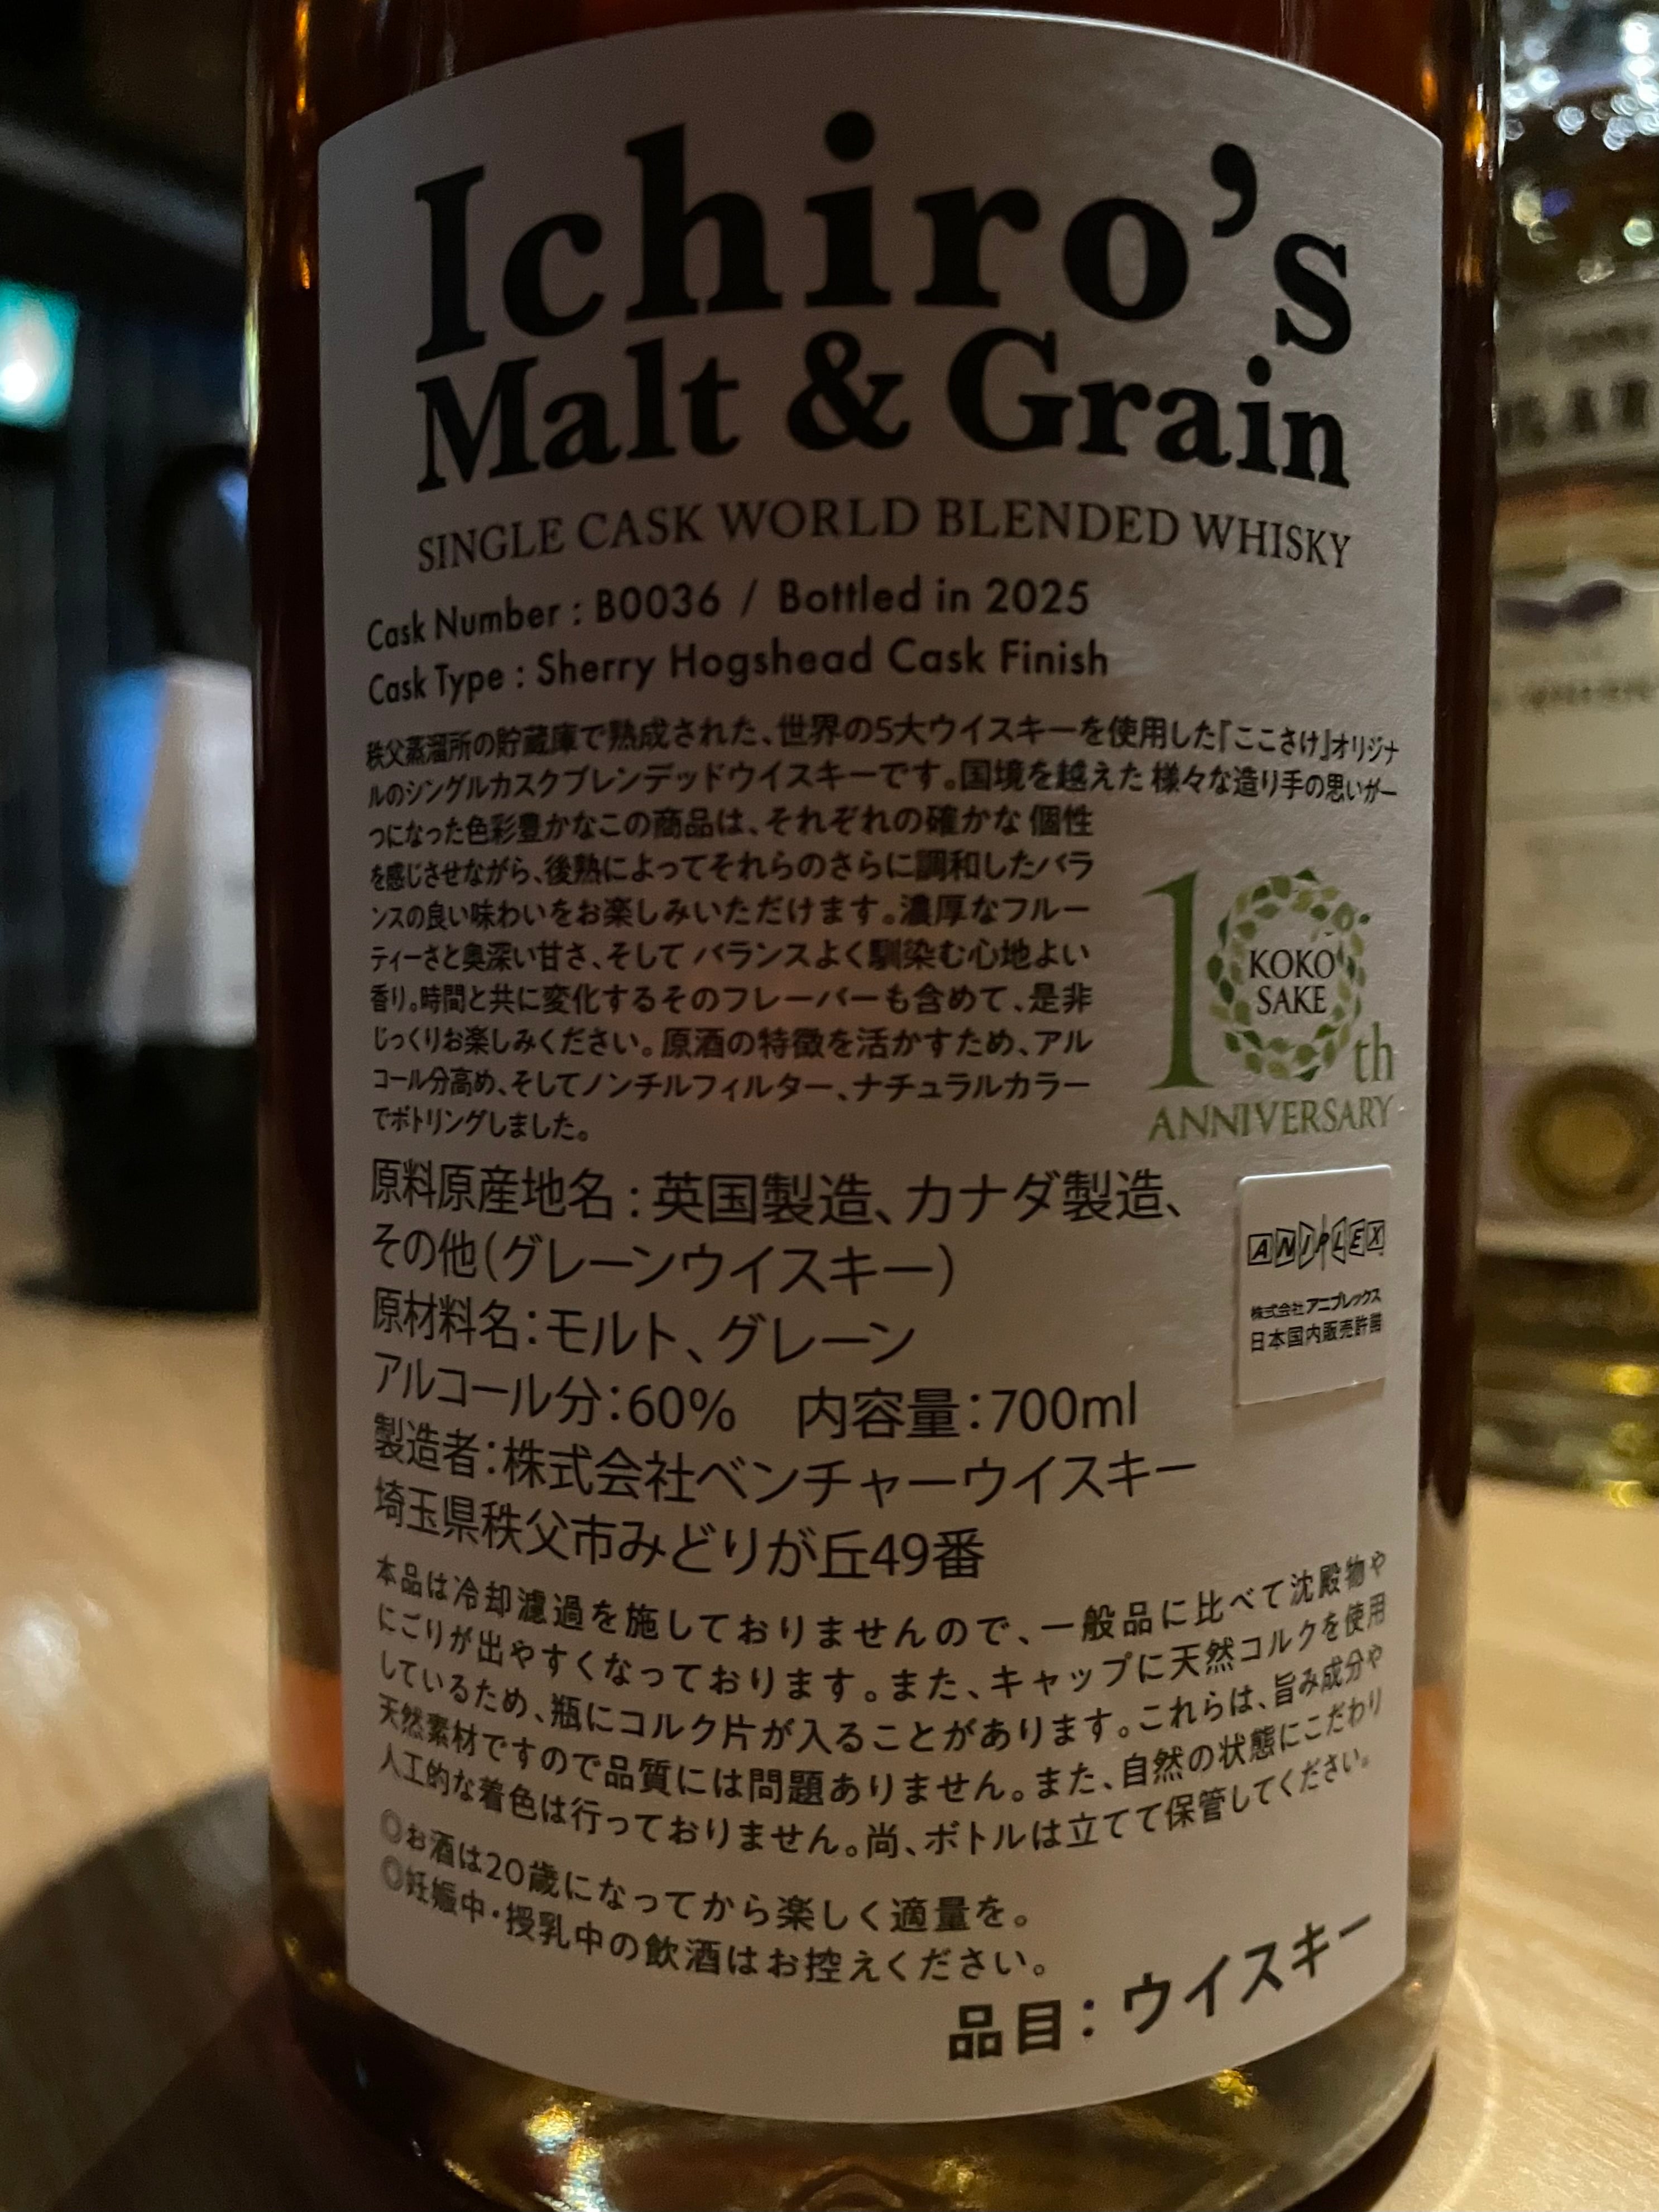 Ichiro's
Malt & Grain
SINGLE CASK WORLD BLENDED WHISKY
Cask Number : B0036 / Bottled in 2025
Cask Type : Sherry Hogshead Cask Finish
秩父蒸溜所の貯蔵庫で熟成された、世界の5大ウイスキーを使用した『ここさけ』オリジナ
ルのシングルカスクブレンデッドウイスキーです。国境を越えた 様々な造り手の思いが一
つになった色彩豊かなこの商品は、それぞれの確かな 個性
を感じさせながら、後熟によってそれらのさらに調和したバラ
ンスの良い味わいをお楽しみいただけます。濃厚なフルー
ティーさと奥深い甘さ、そして バランスよく馴染む心地よい
香り。時間と共に変化するそのフレーバーも含めて、是非
じっくりお楽しみください。原酒の特徴を活かすため、アル
コール分高め、そしてノンチルフィルター、ナチュラルカラー
でボトリングしました。
10th
KOKO
SAKE
ANNIVERSARY
原料原産地名：英国製造、カナダ製造、
その他（グレーンウイスキー）
原材料名：モルト、グレーン
アルコール分：60%　内容量：700ml
製造者：株式会社ベンチャーウイスキー
埼玉県秩父市みどりが丘49番
ANIPLEX
株式会社アニプレックス
日本国内販売許諾
本品は冷却濾過を施しておりませんので、一般品に比べて沈殿物や
にごりが出やすくなっております。また、キャップに天然コルクを使用
しているため、瓶にコルク片が入ることがあります。これらは、旨み成分や
天然素材ですので品質には問題ありません。また、自然の状態にこだわり
人工的な着色は行っておりません。尚、ボトルは立てて保管してください。
◎お酒は20歳になってから楽しく適量を。
◎妊娠中・授乳中の飲酒はお控えください。
品目：ウイスキー